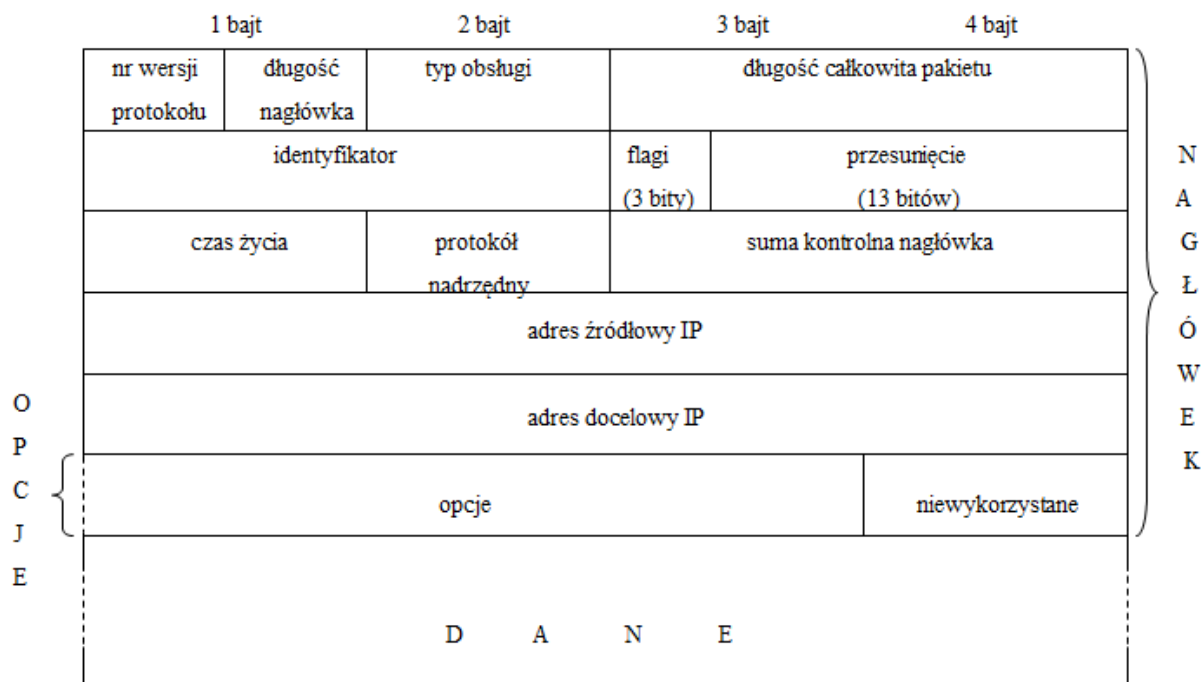 1 bajt 2 bajt 3 bajt 4 bajt
nr wersji długość typ obsługi długość całkowita pakietu
protokołu nagłówka
identyfikator flagi przesunięcie
(3 bity) (13 bitów)
czas życia protokół suma kontrolna nagłówka
nadrzędny
adres źródłowy IP
adres docelowy IP
opcje niewykorzystane
D A N E
O
P
C
J
E
N
A
G
Ł
Ó
W
E
K